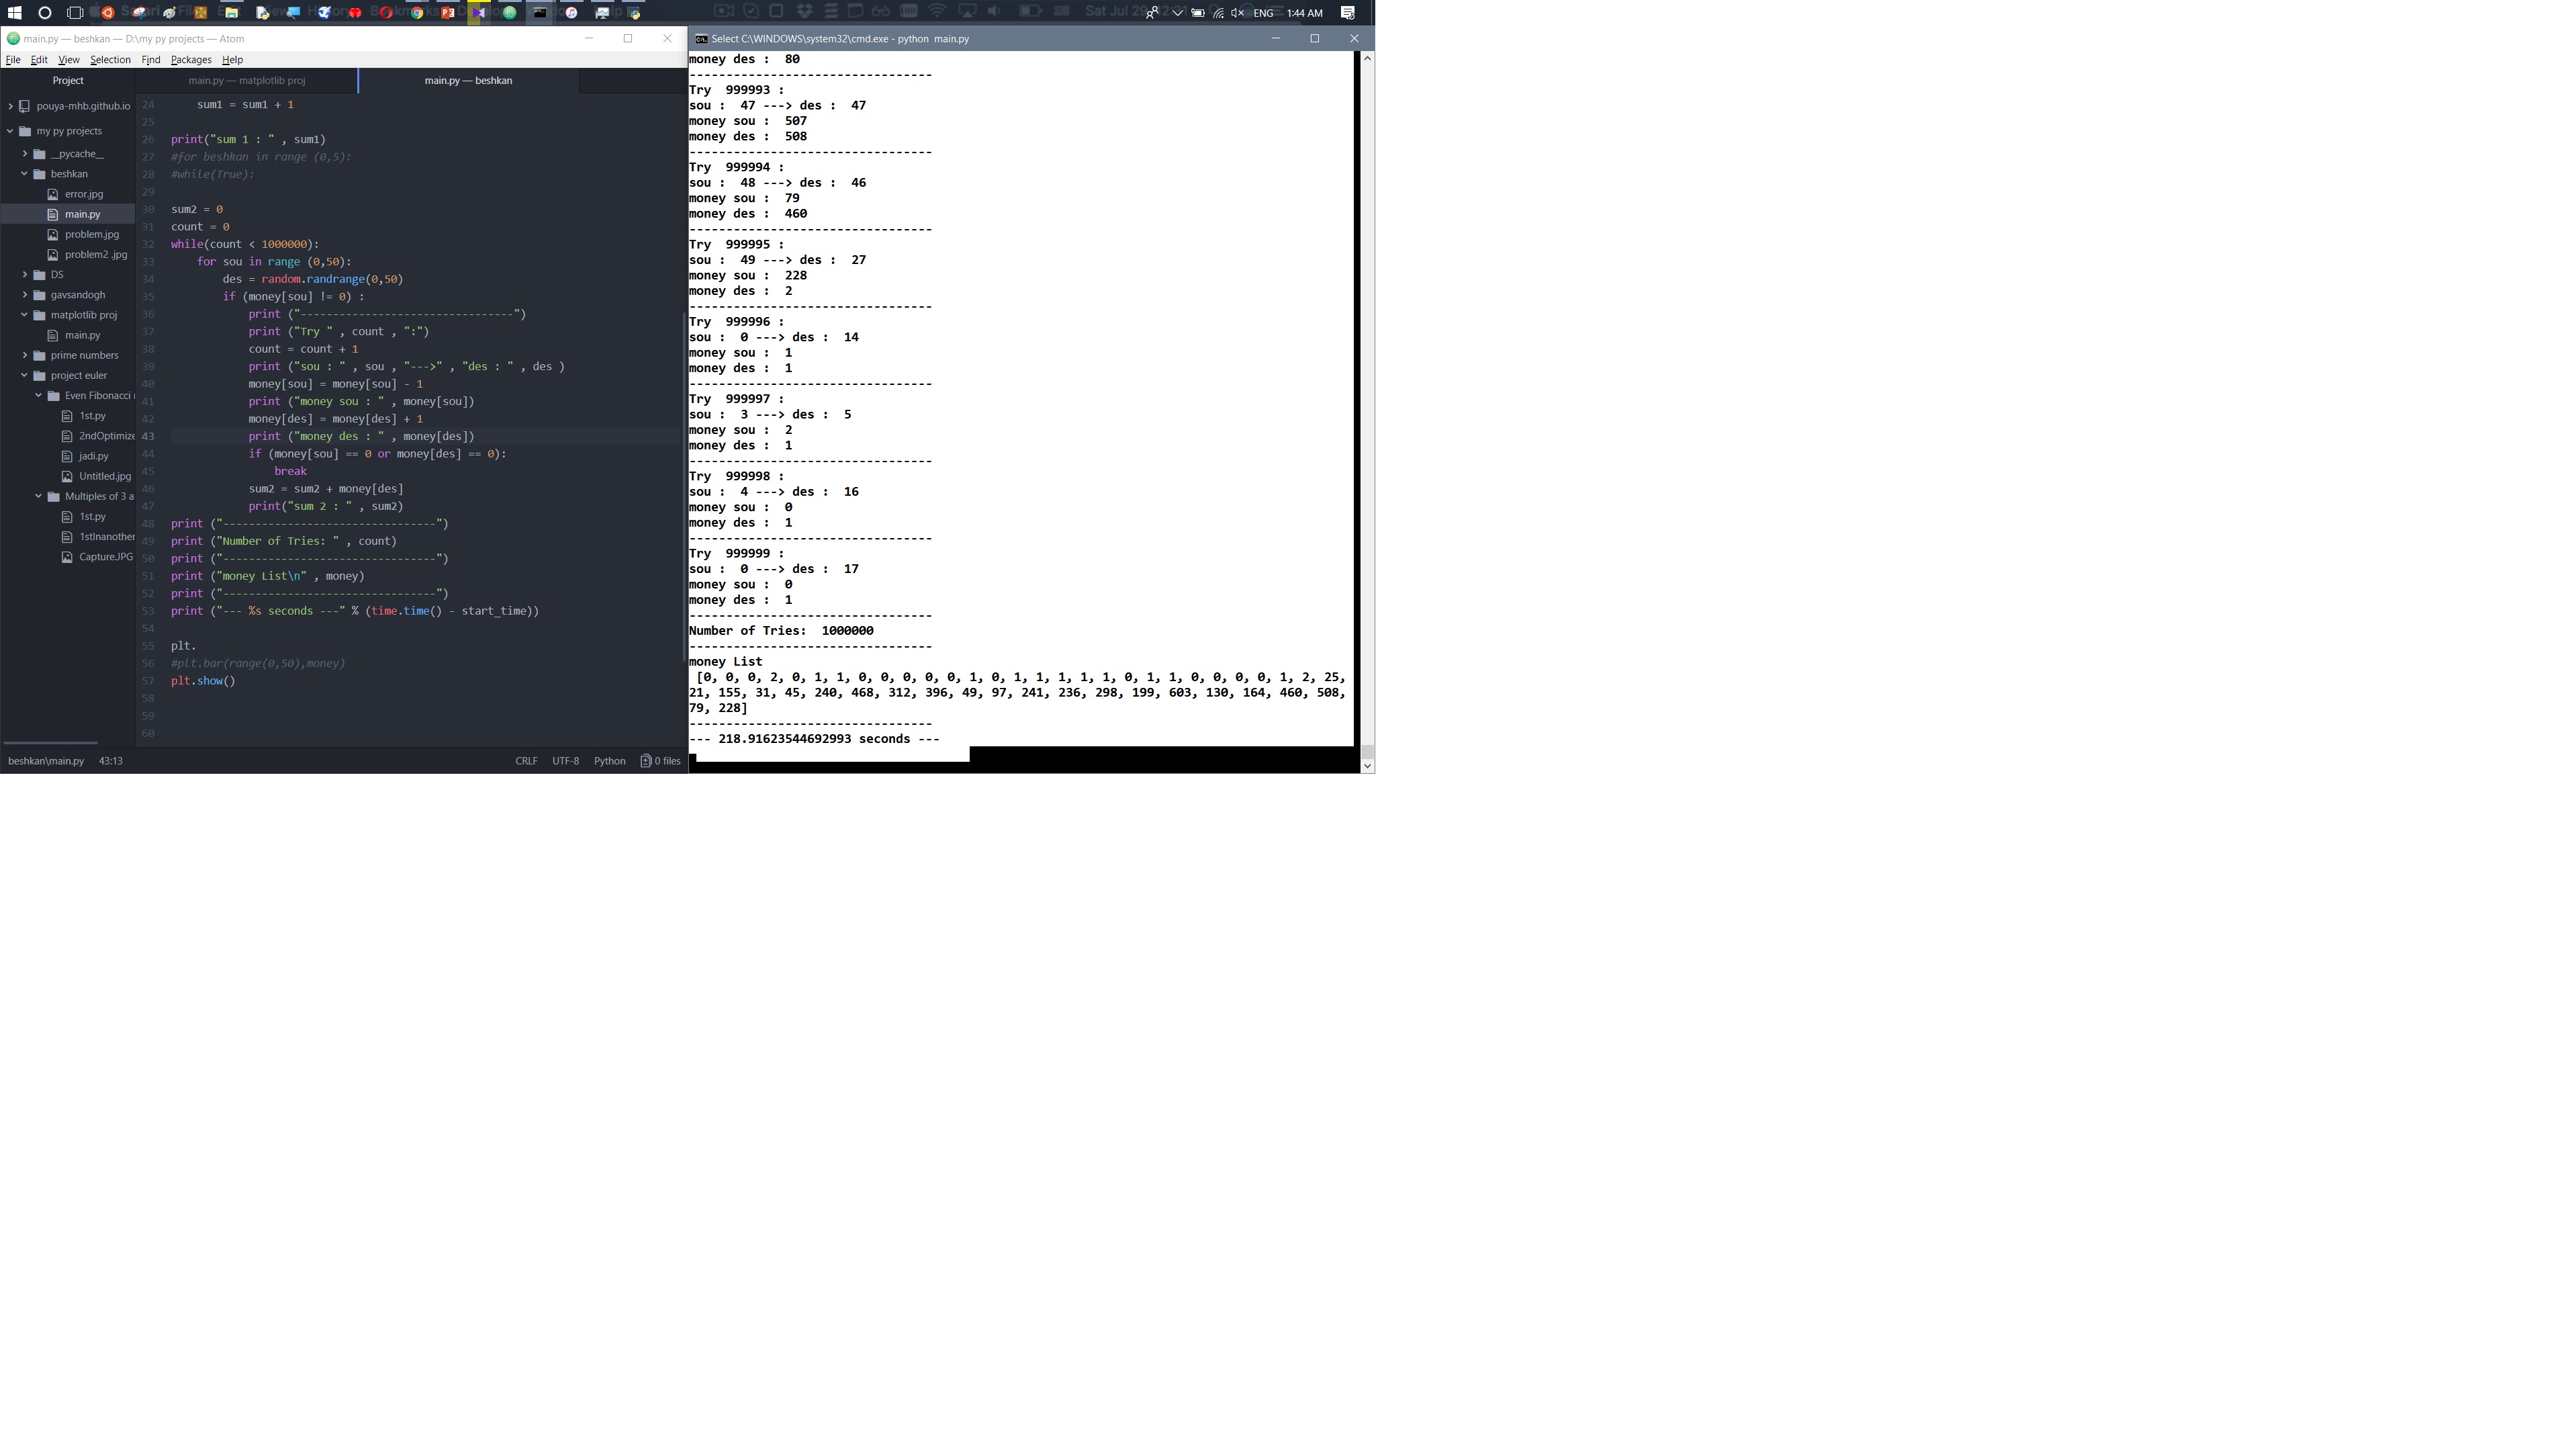 ENG 1:44 AM
main.py — beshkan — D:\my py projects — Atom
File Edit View Selection Find Packages Help
Project
pouya-mhb.github.io
my py projects
__pycache__
beshkan
error.jpg
main.py
problem.jpg
problem2 .jpg
DS
gavsandogh
matplotlib proj
main.py
prime numbers
project euler
Even Fibonacci
1st.py
2ndOptimize
jadi.py
Untitled.jpg
Multiples of 3 a
1st.py
1stInanother
Capture.JPG
main.py — matplotlib proj main.py — beshkan
24 sum1 = sum1 + 1
25
26 print("sum 1 : " , sum1)
27 #for beshkan in range (0,5):
28 #while(True):
29
30 sum2 = 0
31 count = 0
32 while(count < 1000000):
33 for sou in range (0,50):
34 des = random.randrange(0,50)
35 if (money[sou] != 0) :
36 print ("---------------------------------")
37 print ("Try " , count , ":")
38 count = count + 1
39 print ("sou : " , sou , "--->" , "des : " , des )
40 money[sou] = money[sou] - 1
41 print ("money sou : " , money[sou])
42 money[des] = money[des] + 1
43 print ("money des : " , money[des])
44 if (money[sou] == 0 or money[des] == 0):
45 break
46 sum2 = sum2 + money[des]
47 print("sum 2 : " , sum2)
48 print ("---------------------------------")
49 print ("Number of Tries: " , count)
50 print ("---------------------------------")
51 print ("money List\n" , money)
52 print ("---------------------------------")
53 print ("--- %s seconds ---" % (time.time() - start_time))
54
55 plt.
56 #plt.bar(range(0,50),money)
57 plt.show()
58
59
60
beshkan\main.py 43:13 CRLF UTF-8 Python 0 files
Select C:\WINDOWS\system32\cmd.exe - python main.py
money des : 80
---------------------------------
Try 999993 :
sou : 47 ---> des : 47
money sou : 507
money des : 508
---------------------------------
Try 999994 :
sou : 48 ---> des : 46
money sou : 79
money des : 460
---------------------------------
Try 999995 :
sou : 49 ---> des : 27
money sou : 228
money des : 2
---------------------------------
Try 999996 :
sou : 0 ---> des : 14
money sou : 1
money des : 1
---------------------------------
Try 999997 :
sou : 3 ---> des : 5
money sou : 2
money des : 1
---------------------------------
Try 999998 :
sou : 4 ---> des : 16
money sou : 0
money des : 1
---------------------------------
Try 999999 :
sou : 0 ---> des : 17
money sou : 0
money des : 1
---------------------------------
Number of Tries: 1000000
---------------------------------
money List
[0, 0, 0, 2, 0, 1, 1, 0, 0, 0, 0, 0, 1, 0, 1, 1, 1, 1, 1, 0, 1, 1, 0, 0, 0, 0, 1, 2, 25,
21, 155, 31, 45, 240, 468, 312, 396, 49, 97, 241, 236, 298, 199, 603, 130, 164, 460, 508,
79, 228]
---------------------------------
--- 218.91623544692993 seconds ---